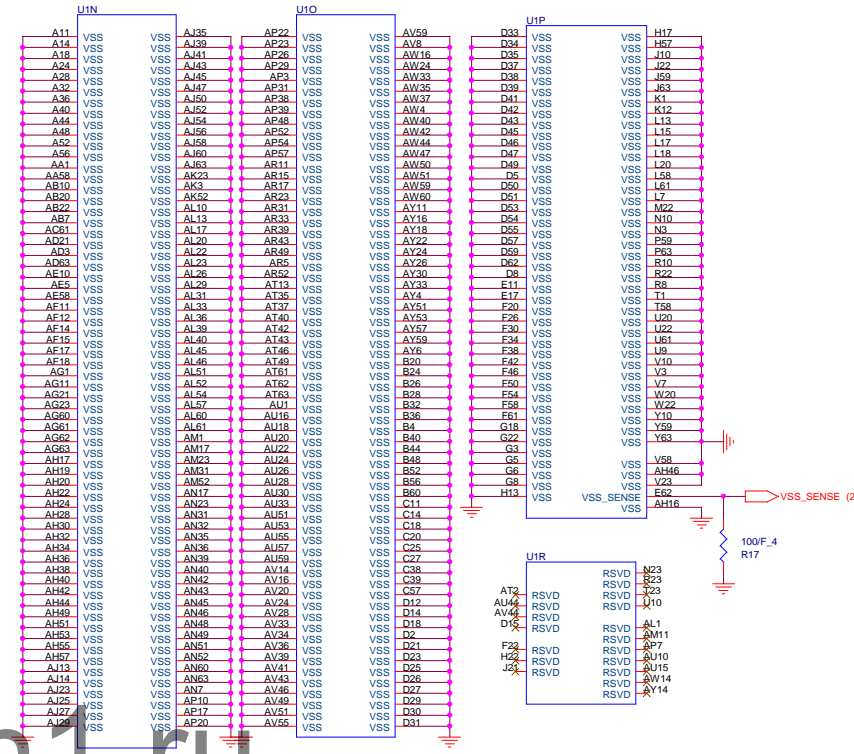 U1N
A11 VSS VSS AJ35
A14 VSS VSS AJ39
A18 VSS VSS AJ41
A24 VSS VSS AJ43
A28 VSS VSS AJ45
A32 VSS VSS AJ47
A36 VSS VSS AJ50
A40 VSS VSS AJ52
A44 VSS VSS AJ54
A48 VSS VSS AJ56
A52 VSS VSS AJ58
A56 VSS VSS AJ60
AA1 VSS VSS AJ63
AA58 VSS VSS AK23
AB10 VSS VSS AK3
AB20 VSS VSS AK52
AB22 VSS VSS AL10
AB7 VSS VSS AL13
AC61 VSS VSS AL17
AD21 VSS VSS AL20
AD3 VSS VSS AL22
AD63 VSS VSS AL23
AE10 VSS VSS AL26
AE5 VSS VSS AL29
AE58 VSS VSS AL31
AF11 VSS VSS AL33
AF12 VSS VSS AL36
AF14 VSS VSS AL39
AF15 VSS VSS AL40
AF17 VSS VSS AL45
AF18 VSS VSS AL46
AG1 VSS VSS AL51
AG11 VSS VSS AL52
AG21 VSS VSS AL54
AG23 VSS VSS AL57
AG60 VSS VSS AL60
AG61 VSS VSS AL61
AG62 VSS VSS AM1
AG63 VSS VSS AM17
AH17 VSS VSS AM23
AH19 VSS VSS AM31
AH20 VSS VSS AM52
AH22 VSS VSS AN17
AH24 VSS VSS AN23
AH28 VSS VSS AN31
AH30 VSS VSS AN32
AH32 VSS VSS AN35
AH34 VSS VSS AN36
AH36 VSS VSS AN39
AH38 VSS VSS AN40
AH40 VSS VSS AN42
AH42 VSS VSS AN43
AH44 VSS VSS AN45
AH49 VSS VSS AN46
AH51 VSS VSS AN48
AH53 VSS VSS AN49
AH55 VSS VSS AN51
AH57 VSS VSS AN52
AJ13 VSS VSS AN60
AJ14 VSS VSS AN63
AJ23 VSS VSS AN7
AJ25 VSS VSS AP10
AJ27 VSS VSS AP17
AJ29 VSS VSS AP20
U1O
AP22 VSS VSS AV59
AP23 VSS VSS AV8
AP26 VSS VSS AW16
AP29 VSS VSS AW24
AP3 VSS VSS AW33
AP31 VSS VSS AW35
AP38 VSS VSS AW37
AP39 VSS VSS AW4
AP48 VSS VSS AW40
AP52 VSS VSS AW42
AP54 VSS VSS AW44
AP57 VSS VSS AW47
AR11 VSS VSS AW50
AR15 VSS VSS AW51
AR17 VSS VSS AW59
AR23 VSS VSS AW60
AR31 VSS VSS AY11
AR33 VSS VSS AY16
AR39 VSS VSS AY18
AR43 VSS VSS AY22
AR49 VSS VSS AY24
AR5 VSS VSS AY26
AR52 VSS VSS AY30
AT13 VSS VSS AY33
AT35 VSS VSS AY4
AT37 VSS VSS AY51
AT40 VSS VSS AY53
AT42 VSS VSS AY57
AT43 VSS VSS AY59
AT46 VSS VSS AY6
AT49 VSS VSS B20
AT61 VSS VSS B24
AT62 VSS VSS B26
AT63 VSS VSS B28
AU1 VSS VSS B32
AU16 VSS VSS B36
AU18 VSS VSS B4
AU20 VSS VSS B40
AU22 VSS VSS B44
AU24 VSS VSS B48
AU26 VSS VSS B52
AU28 VSS VSS B56
AU30 VSS VSS B60
AU33 VSS VSS C11
AU51 VSS VSS C14
AU53 VSS VSS C18
AU55 VSS VSS C20
AU57 VSS VSS C25
AU59 VSS VSS C27
AV14 VSS VSS C38
AV16 VSS VSS C39
AV20 VSS VSS C57
AV24 VSS VSS D12
AV28 VSS VSS D14
AV33 VSS VSS D18
AV34 VSS VSS D2
AV36 VSS VSS D21
AV39 VSS VSS D23
AV41 VSS VSS D25
AV43 VSS VSS D26
AV46 VSS VSS D27
AV49 VSS VSS D29
AV51 VSS VSS D30
AV55 VSS VSS D31
U1P
D33 VSS VSS H17
D34 VSS VSS H57
D35 VSS VSS J10
D37 VSS VSS J22
D38 VSS VSS J59
D39 VSS VSS J63
D41 VSS VSS K1
D42 VSS VSS K12
D43 VSS VSS L13
D45 VSS VSS L15
D46 VSS VSS L17
D47 VSS VSS L18
D49 VSS VSS L20
D5 VSS VSS L58
D50 VSS VSS L61
D51 VSS VSS L7
D53 VSS VSS M22
D54 VSS VSS N10
D55 VSS VSS N3
D57 VSS VSS P59
D59 VSS VSS P63
D62 VSS VSS R10
D8 VSS VSS R22
E11 VSS VSS R8
E17 VSS VSS T1
F20 VSS VSS T58
F26 VSS VSS U20
F30 VSS VSS U22
F34 VSS VSS U61
F38 VSS VSS U9
F42 VSS VSS V10
F46 VSS VSS V3
F50 VSS VSS V7
F54 VSS VSS W20
F58 VSS VSS W22
F61 VSS VSS Y10
G18 VSS VSS Y59
G22 VSS VSS Y63
G3 VSS
G5 VSS VSS V58
G6 VSS VSS AH46
G8 VSS V23
H13 VSS VSS_SENSE E62 VSS_SENSE (2
VSS AH16
100/F_4
R17
U1R
RSVD N23
RSVD R23
AT2 RSVD RSVD T23
AU44 RSVD RSVD U10
AV44 RSVD
D15 RSVD RSVD AL1
RSVD AM11
F22 RSVD RSVD AP7
H22 RSVD RSVD AU10
J21 RSVD RSVD AU15
RSVD AW14
RSVD AY14